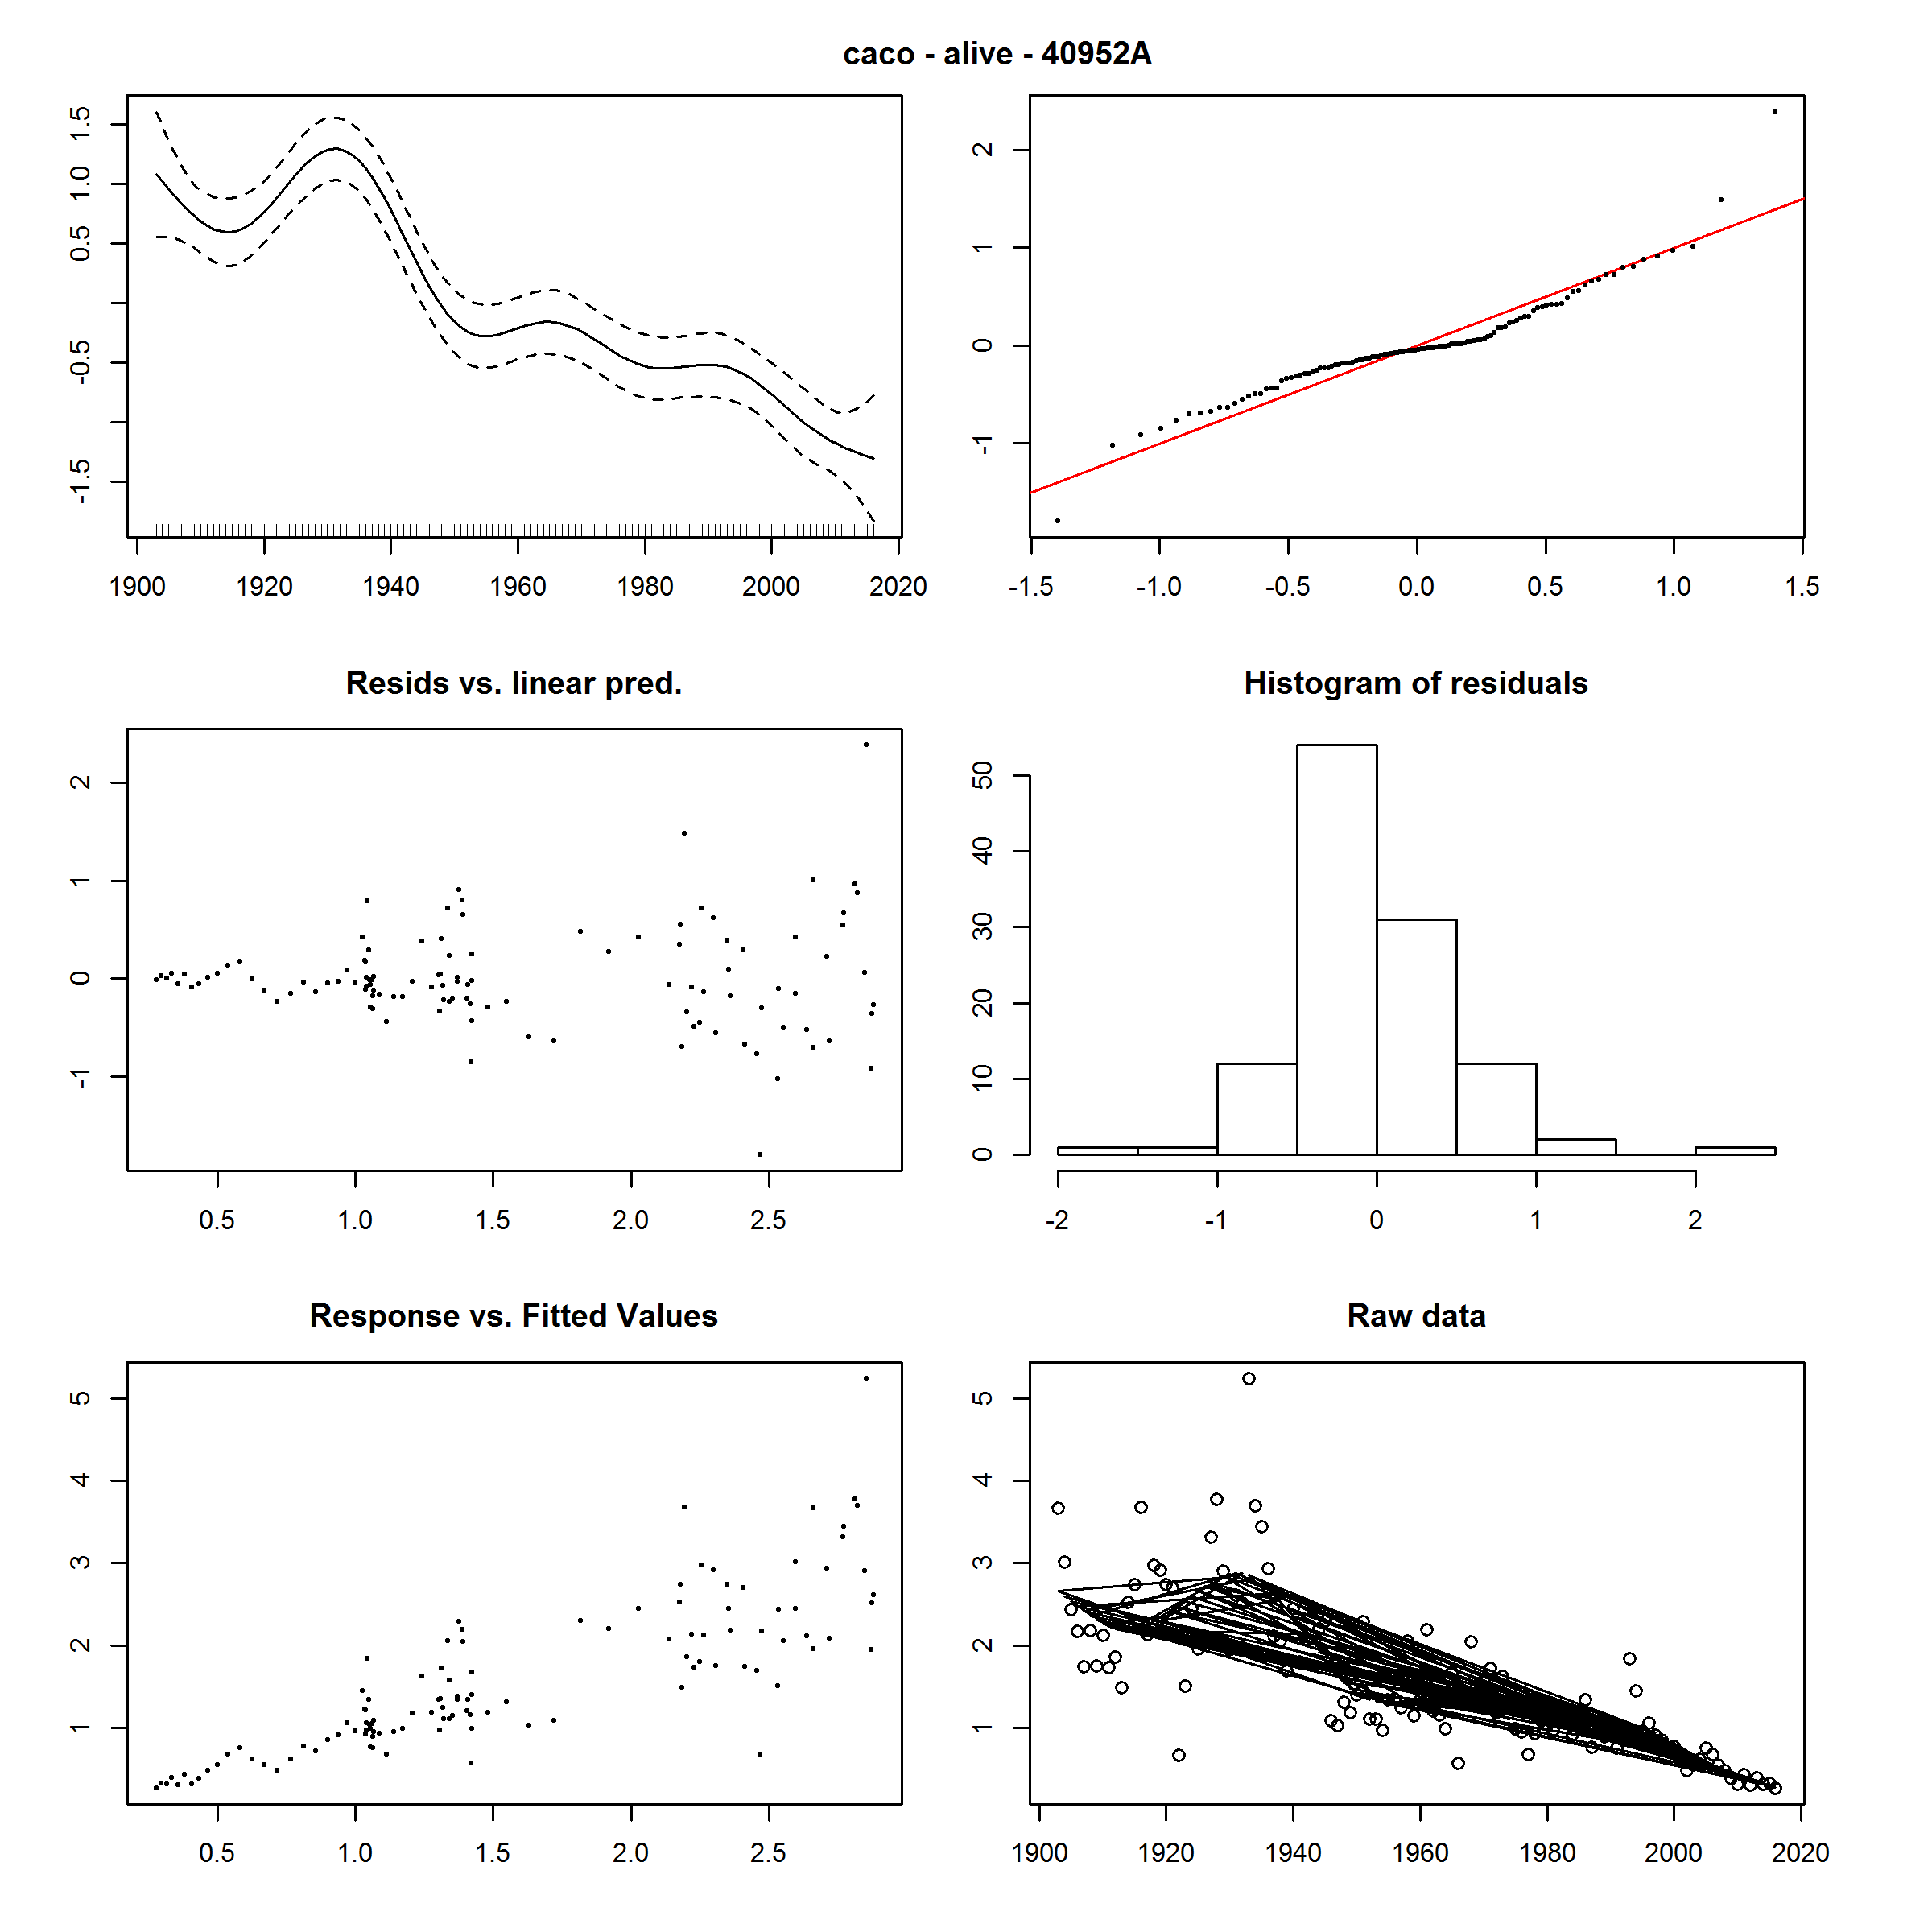 caco - alive - 40952A
1.5
1.0
0.5
-0.5
-1.5
1900 1920 1940 1960 1980 2000 2020
2
1
0
-1
-1.5 -1.0 -0.5 0.0 0.5 1.0 1.5
Resids vs. linear pred.
2
1
0
-1
0.5 1.0 1.5 2.0 2.5
Histogram of residuals
50
40
30
20
10
0
-2 -1 0 1 2
Response vs. Fitted Values
5
4
3
2
1
0.5 1.0 1.5 2.0 2.5
Raw data
5
4
3
2
1
1900 1920 1940 1960 1980 2000 2020